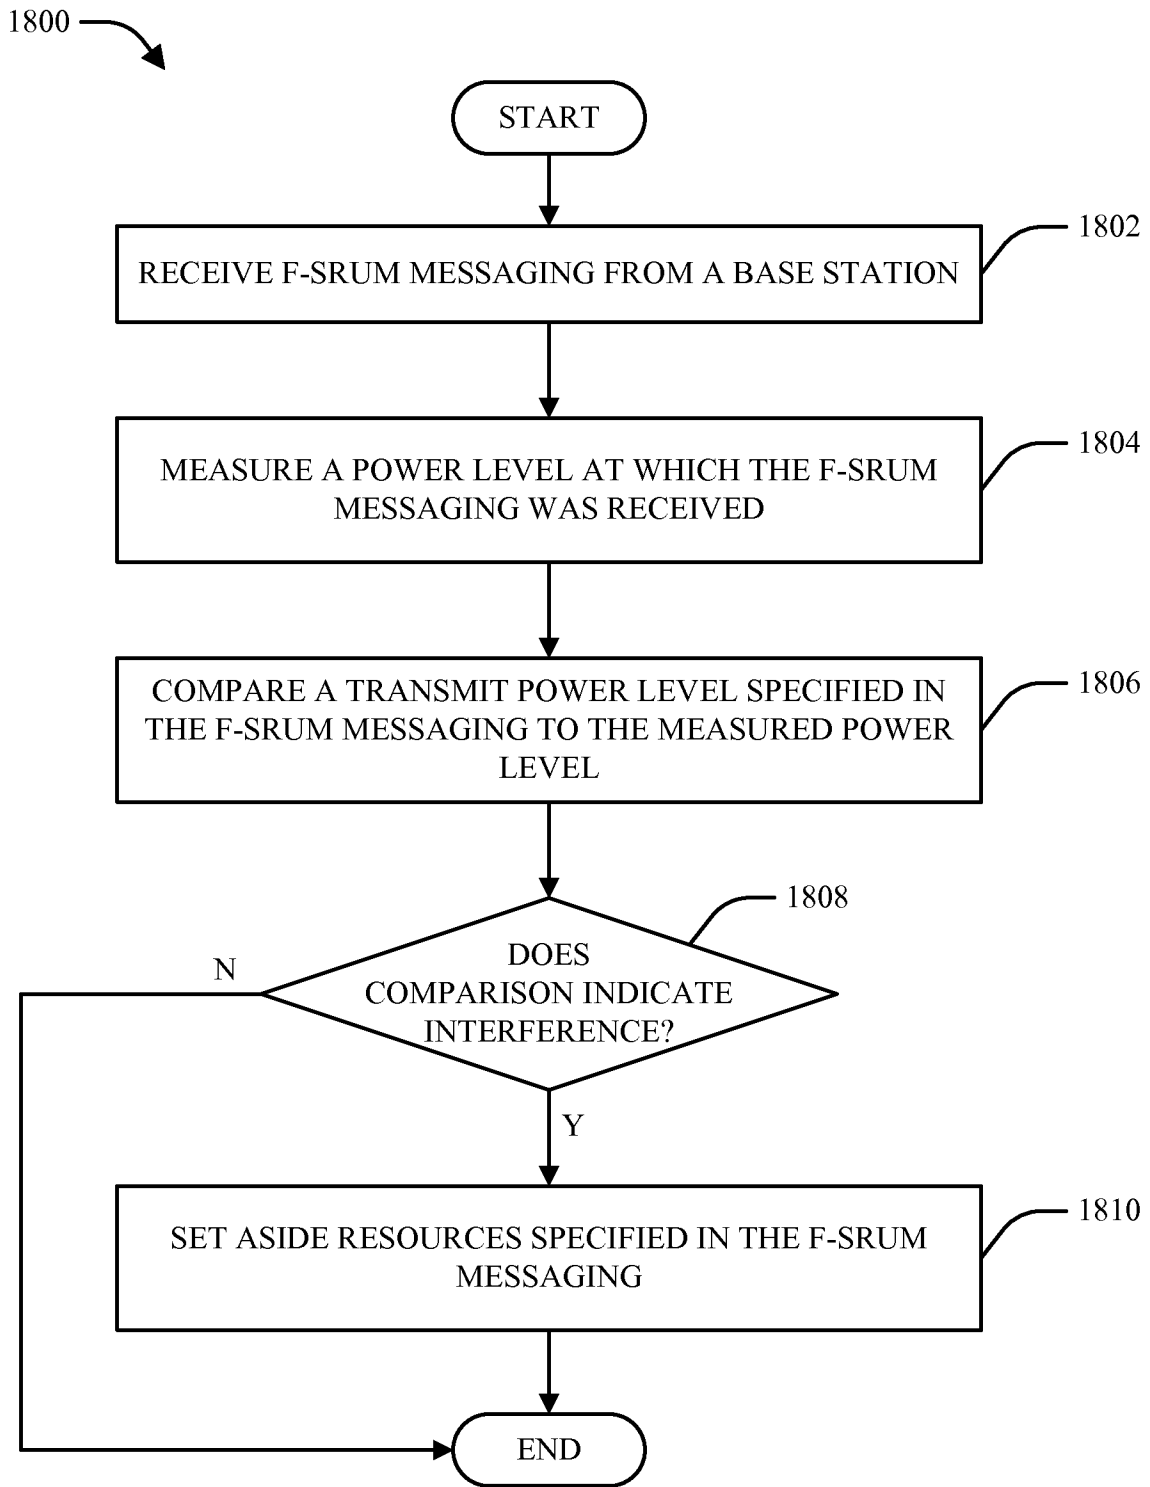 1800
START
1802
RECEIVE F-SRUM MESSAGING FROM A BASE STATION
1804
MEASURE A POWER LEVEL AT WHICH THE F-SRUM
MESSAGING WAS RECEIVED
1806
COMPARE A TRANSMIT POWER LEVEL SPECIFIED IN
THE F-SRUM MESSAGING TO THE MEASURED POWER
LEVEL
1808
DOES
COMPARISON INDICATE
INTERFERENCE?
N
Y
1810
SET ASIDE RESOURCES SPECIFIED IN THE F-SRUM
MESSAGING
END